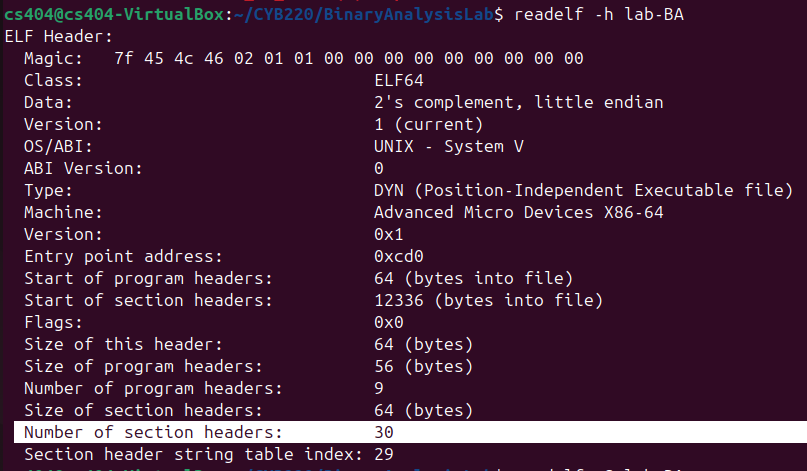 cs404@cs404-VirtualBox:~/CYB220/BinaryAnalysisLab$ readelf -h lab-BA
ELF Header:
  Magic:   7f 45 4c 46 02 01 01 00 00 00 00 00 00 00 00 00
  Class:                             ELF64
  Data:                              2's complement, little endian
  Version:                           1 (current)
  OS/ABI:                            UNIX - System V
  ABI Version:                       0
  Type:                              DYN (Position-Independent Executable file)
  Machine:                           Advanced Micro Devices X86-64
  Version:                           0x1
  Entry point address:               0xcd0
  Start of program headers:          64 (bytes into file)
  Start of section headers:          12336 (bytes into file)
  Flags:                             0x0
  Size of this header:               64 (bytes)
  Size of program headers:           56 (bytes)
  Number of program headers:         9
  Size of section headers:           64 (bytes)
  Number of section headers:         30
  Section header string table index: 29